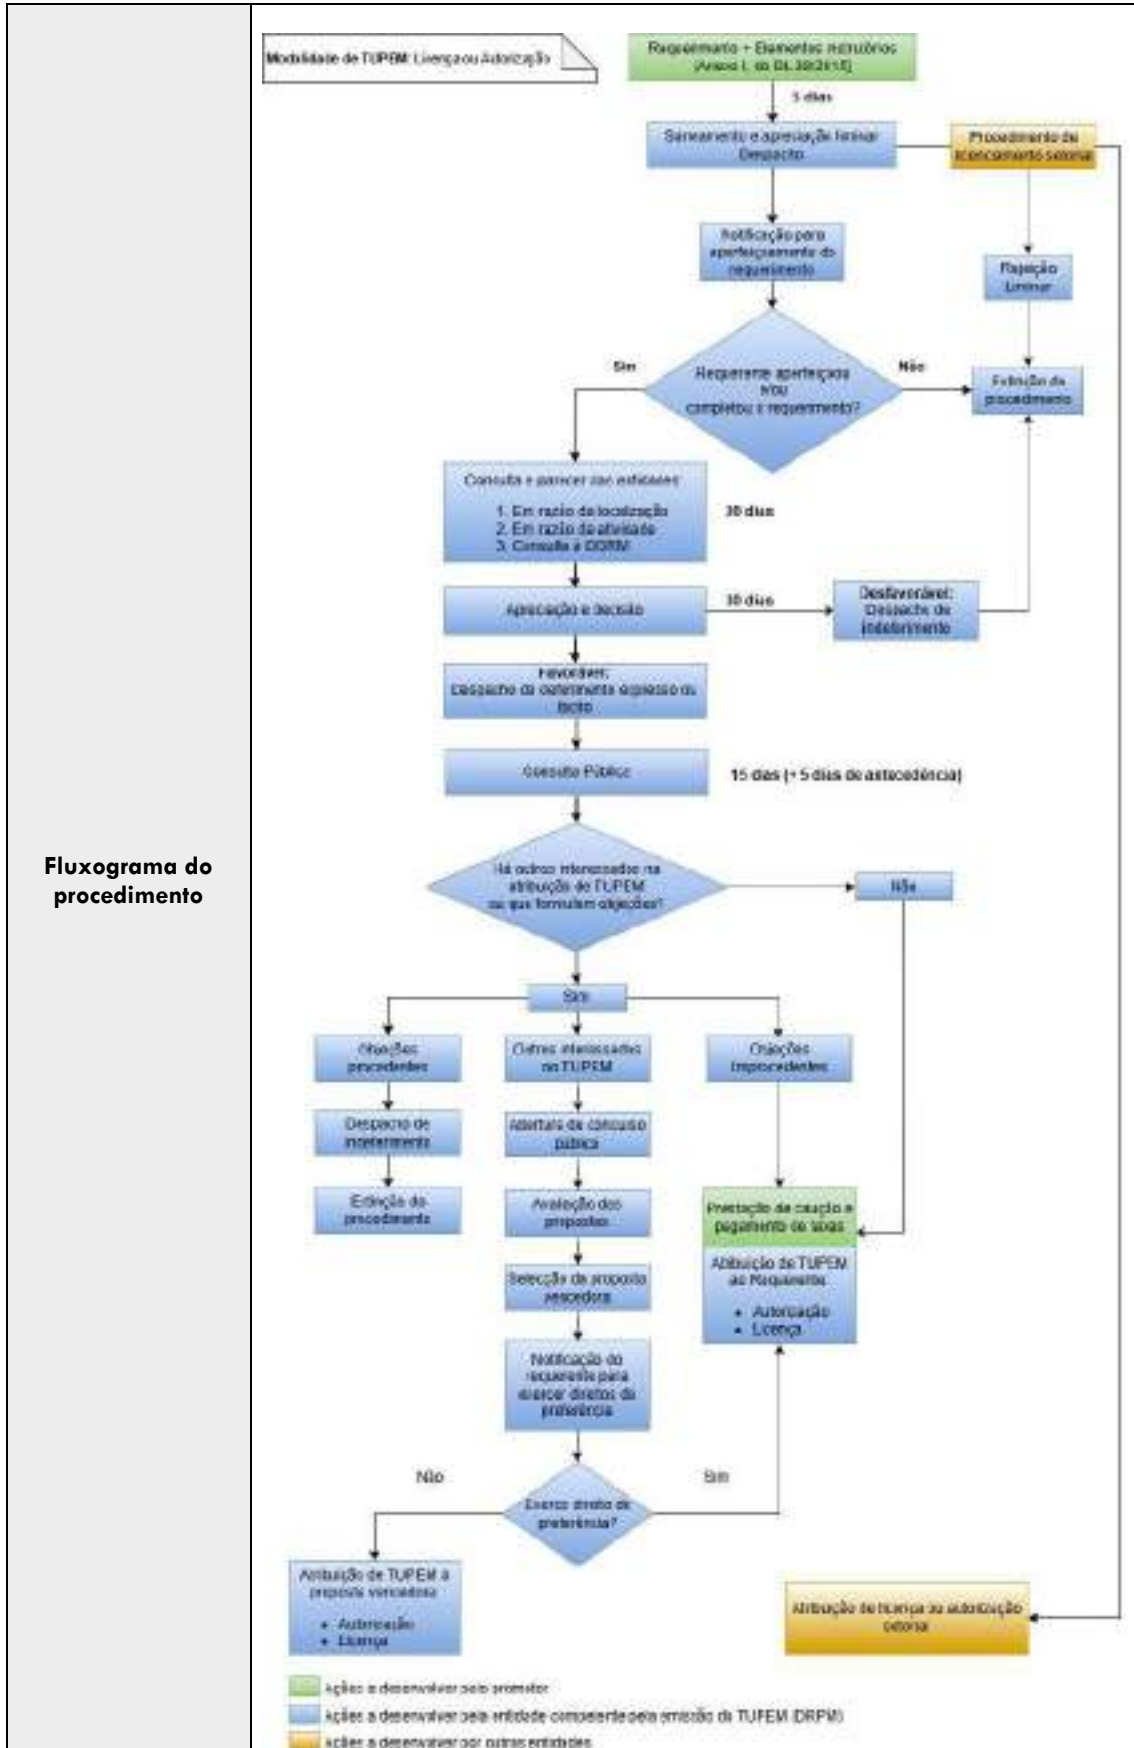 Fluxograma do
procedimento
Modalidade de TUPEM: Licença ou Autorização
Requerimento + Elementos instrutórios
(Anexo I, do DL 38/2015)
5 dias
Saneamento e apreciação liminar
Despacho
Procedimento de
licenciamento setorial
Notificação para
aperfeiçoamento do
requerimento
Rejeição
Liminar
Sim
Não
Requerente aperfeiçoou
e/ou
completou o requerimento?
Extinção do
procedimento
Consulta e parecer das entidades
1. Em razão da localização
2. Em razão da atividade
3. Consulta à
30 dias
Apreciação e Decisão
30 dias
Desfavorável:
Despacho de
indeferimento
Favorável:
Despacho de deferimento expresso ou
tácito
Consulta Pública
15 dias (+ 5 dias de antecedência)
Há outros interessados na
atribuição de TUPEM
ou que formulem objeções?
Não
Sim
Objeções
procedentes
Outros interessados
no TUPEM
Objeções
Improcedentes
Despacho de
indeferimento
Abertura de concurso
público
Extinção do
procedimento
Avaliação das
propostas
Prestação de caução e
pagamento de taxas
Selecção da proposta
vencedora
Atribuição de TUPEM
ao Requerente
• Autorização
• Licença
Notificação do
requerente para
exercer direitos de
preferência
Não
Sim
Exerce direito de
preferência?
Atribuição de TUPEM à
proposta vencedora
• Autorização
• Licença
Atribuição de licença ou autorização
setorial
Ações a desenvolver pelo promotor
Ações a desenvolver pela entidade competente pela emissão do TUPEM (DRPM)
Ações a desenvolver por outras entidades